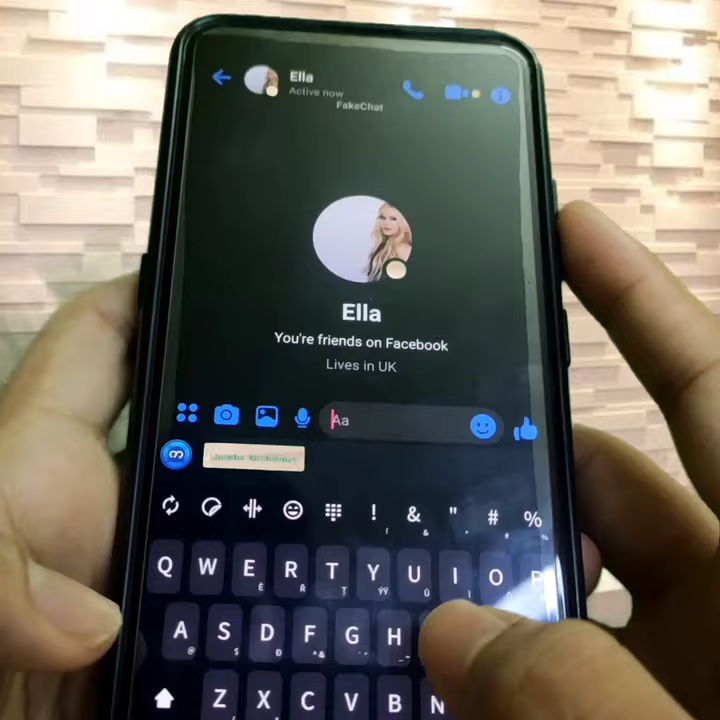 Ella
Active now
FakeChat
Ella
You're friends on Facebook
Lives in UK
Aa
! & " # %
Q W E R T Y U I O P
A S D F G H
Z X C V B N